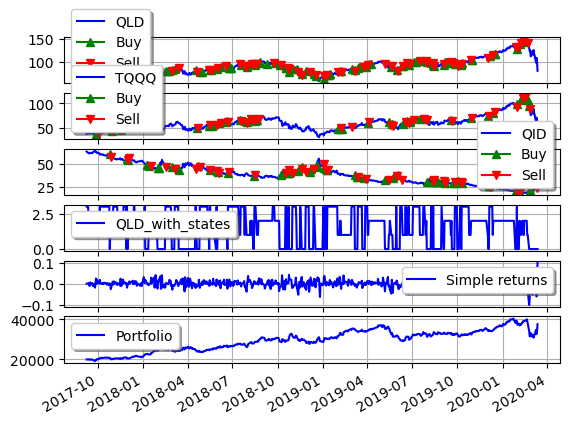 QLD
Buy
Sell
150
100
TQQQ
Buy
Sell
100
50
QID
Buy
Sell
50
25
QLD_with_states
2.5
0.0
Simple returns
0.1
0.0
−0.1
Portfolio
40000
20000
2017-10 2018-01 2018-04 2018-07 2018-10 2019-01 2019-04 2019-07 2019-10 2020-01 2020-04